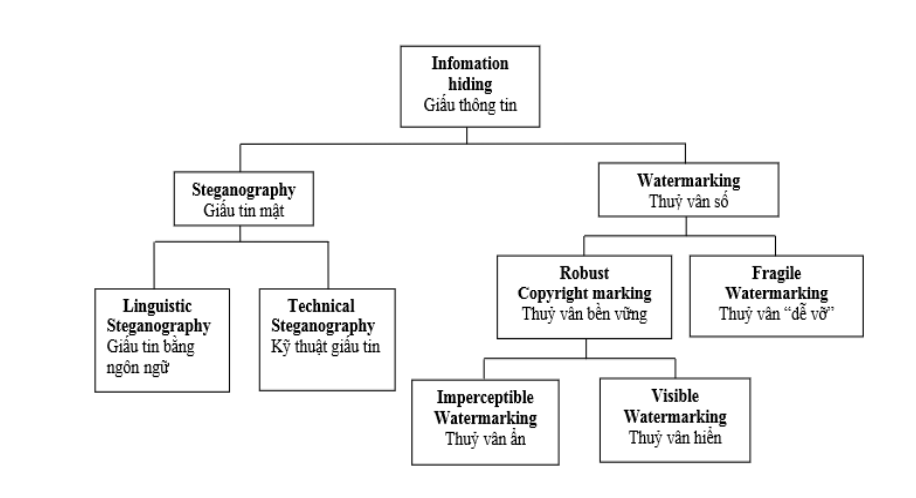 Infomation
hiding
Giấu thông tin
Steganography
Giấu tin mật
Watermarking
Thuỷ vân số
Linguistic
Steganography
Giấu tin bằng
ngôn ngữ
Technical
Steganography
Kỹ thuật giấu tin
Robust
Copyright marking
Thuỷ vân bền vững
Fragile
Watermarking
Thuỷ vân “dễ vỡ”
Imperceptible
Watermarking
Thuỷ vân ẩn
Visible
Watermarking
Thuỷ vân hiển